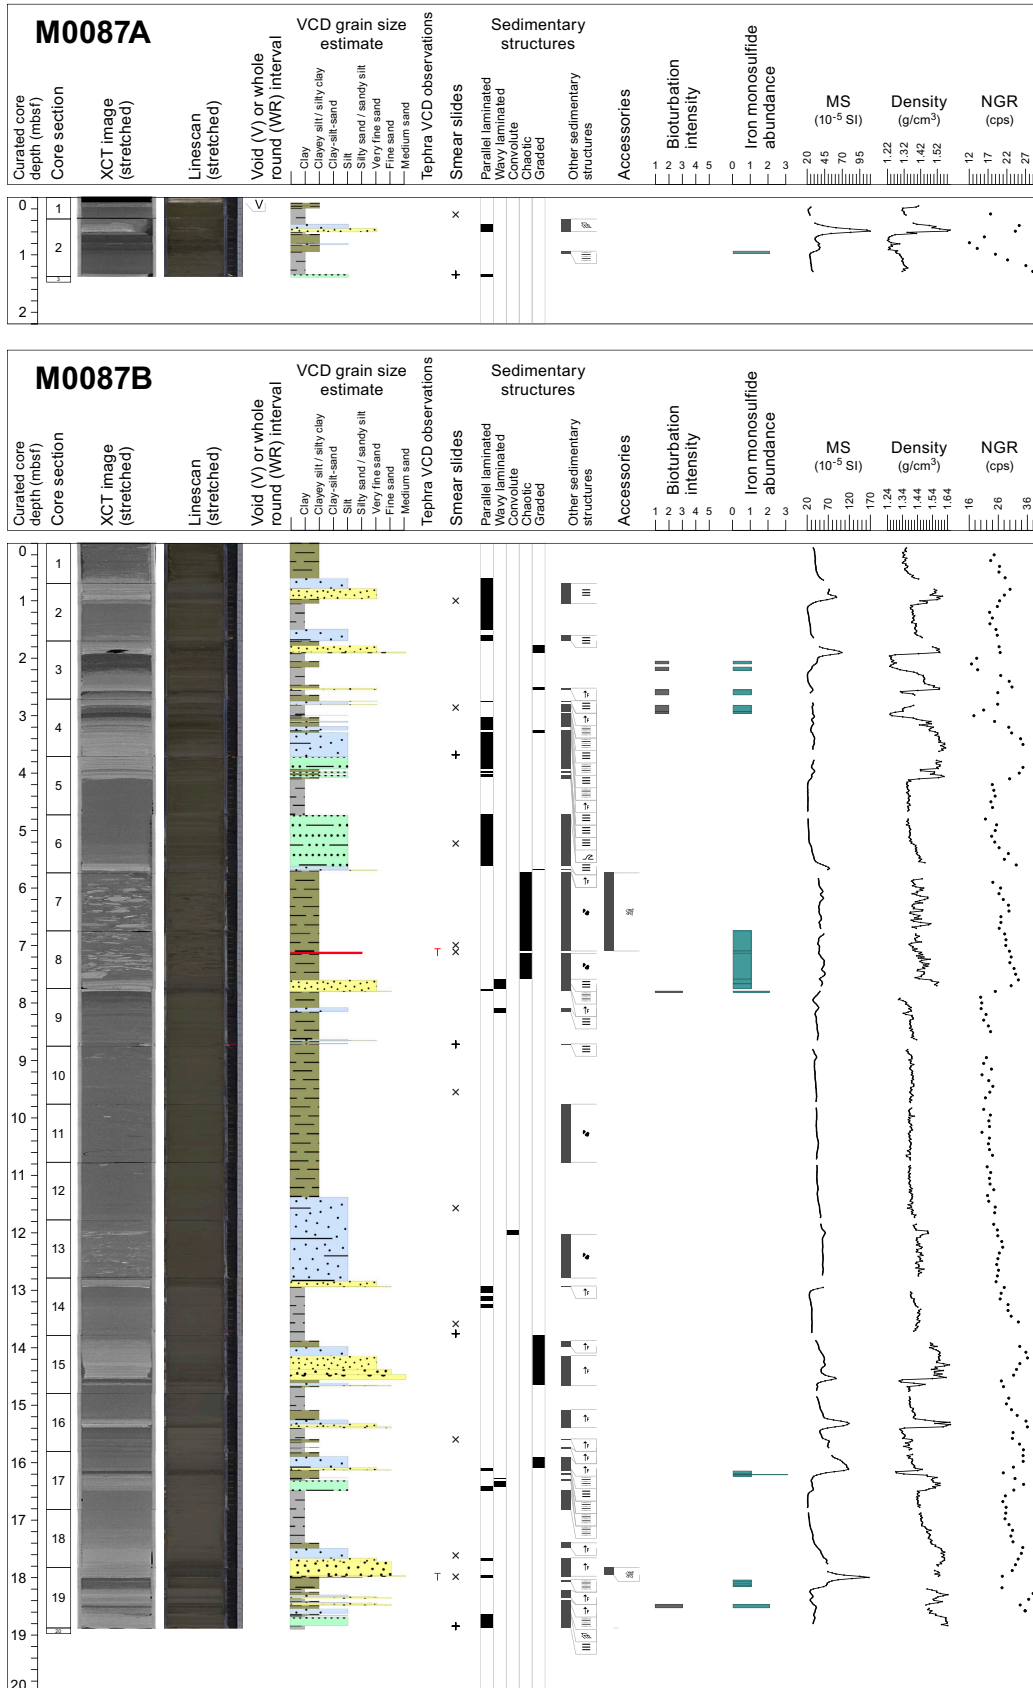 M0087A
Curated core
depth (mbsf)
Core section
XCT image
(stretched)
Linescan
(stretched)
Void (V) or whole
round (WR) interval
VCD grain size
estimate
Clay
Clayey silt / silty clay
Clay-silt-sand
Silt
Silty sand / sandy silt
Very fine sand
Fine sand
Medium sand
Tephra VCD observations
Smear slides
Sedimentary
structures
Parallel laminated
Wavy laminated
Convolute
Chaotic
Graded
Other sedimentary
structures
Accessories
Bioturbation
intensity
1 2 3 4 5
Iron monosulfide
abundance
0 1 2 3
MS
(10-5 SI)
20 45 70 95
Density
(g/cm3)
1.22 1.32 1.42 1.52
NGR
(cps)
12 17 22 27
0
1
2
1
2
V
M0087B
Curated core
depth (mbsf)
Core section
XCT image
(stretched)
Linescan
(stretched)
Void (V) or whole
round (WR) interval
VCD grain size
estimate
Clay
Clayey silt / silty clay
Clay-silt-sand
Silt
Silty sand / sandy silt
Very fine sand
Fine sand
Medium sand
Tephra VCD observations
Smear slides
Sedimentary
structures
Parallel laminated
Wavy laminated
Convolute
Chaotic
Graded
Other sedimentary
structures
Accessories
Bioturbation
intensity
1 2 3 4 5
Iron monosulfide
abundance
0 1 2 3
MS
(10-5 SI)
20 70 120 170
Density
(g/cm3)
1.24 1.34 1.44 1.54 1.64
NGR
(cps)
16 26 36
0
1
2
3
4
5
6
7
8
9
10
11
12
13
14
15
16
17
18
19
20
1
2
3
4
5
6
7
8
9
10
11
12
13
14
15
16
17
18
19
20
T
T